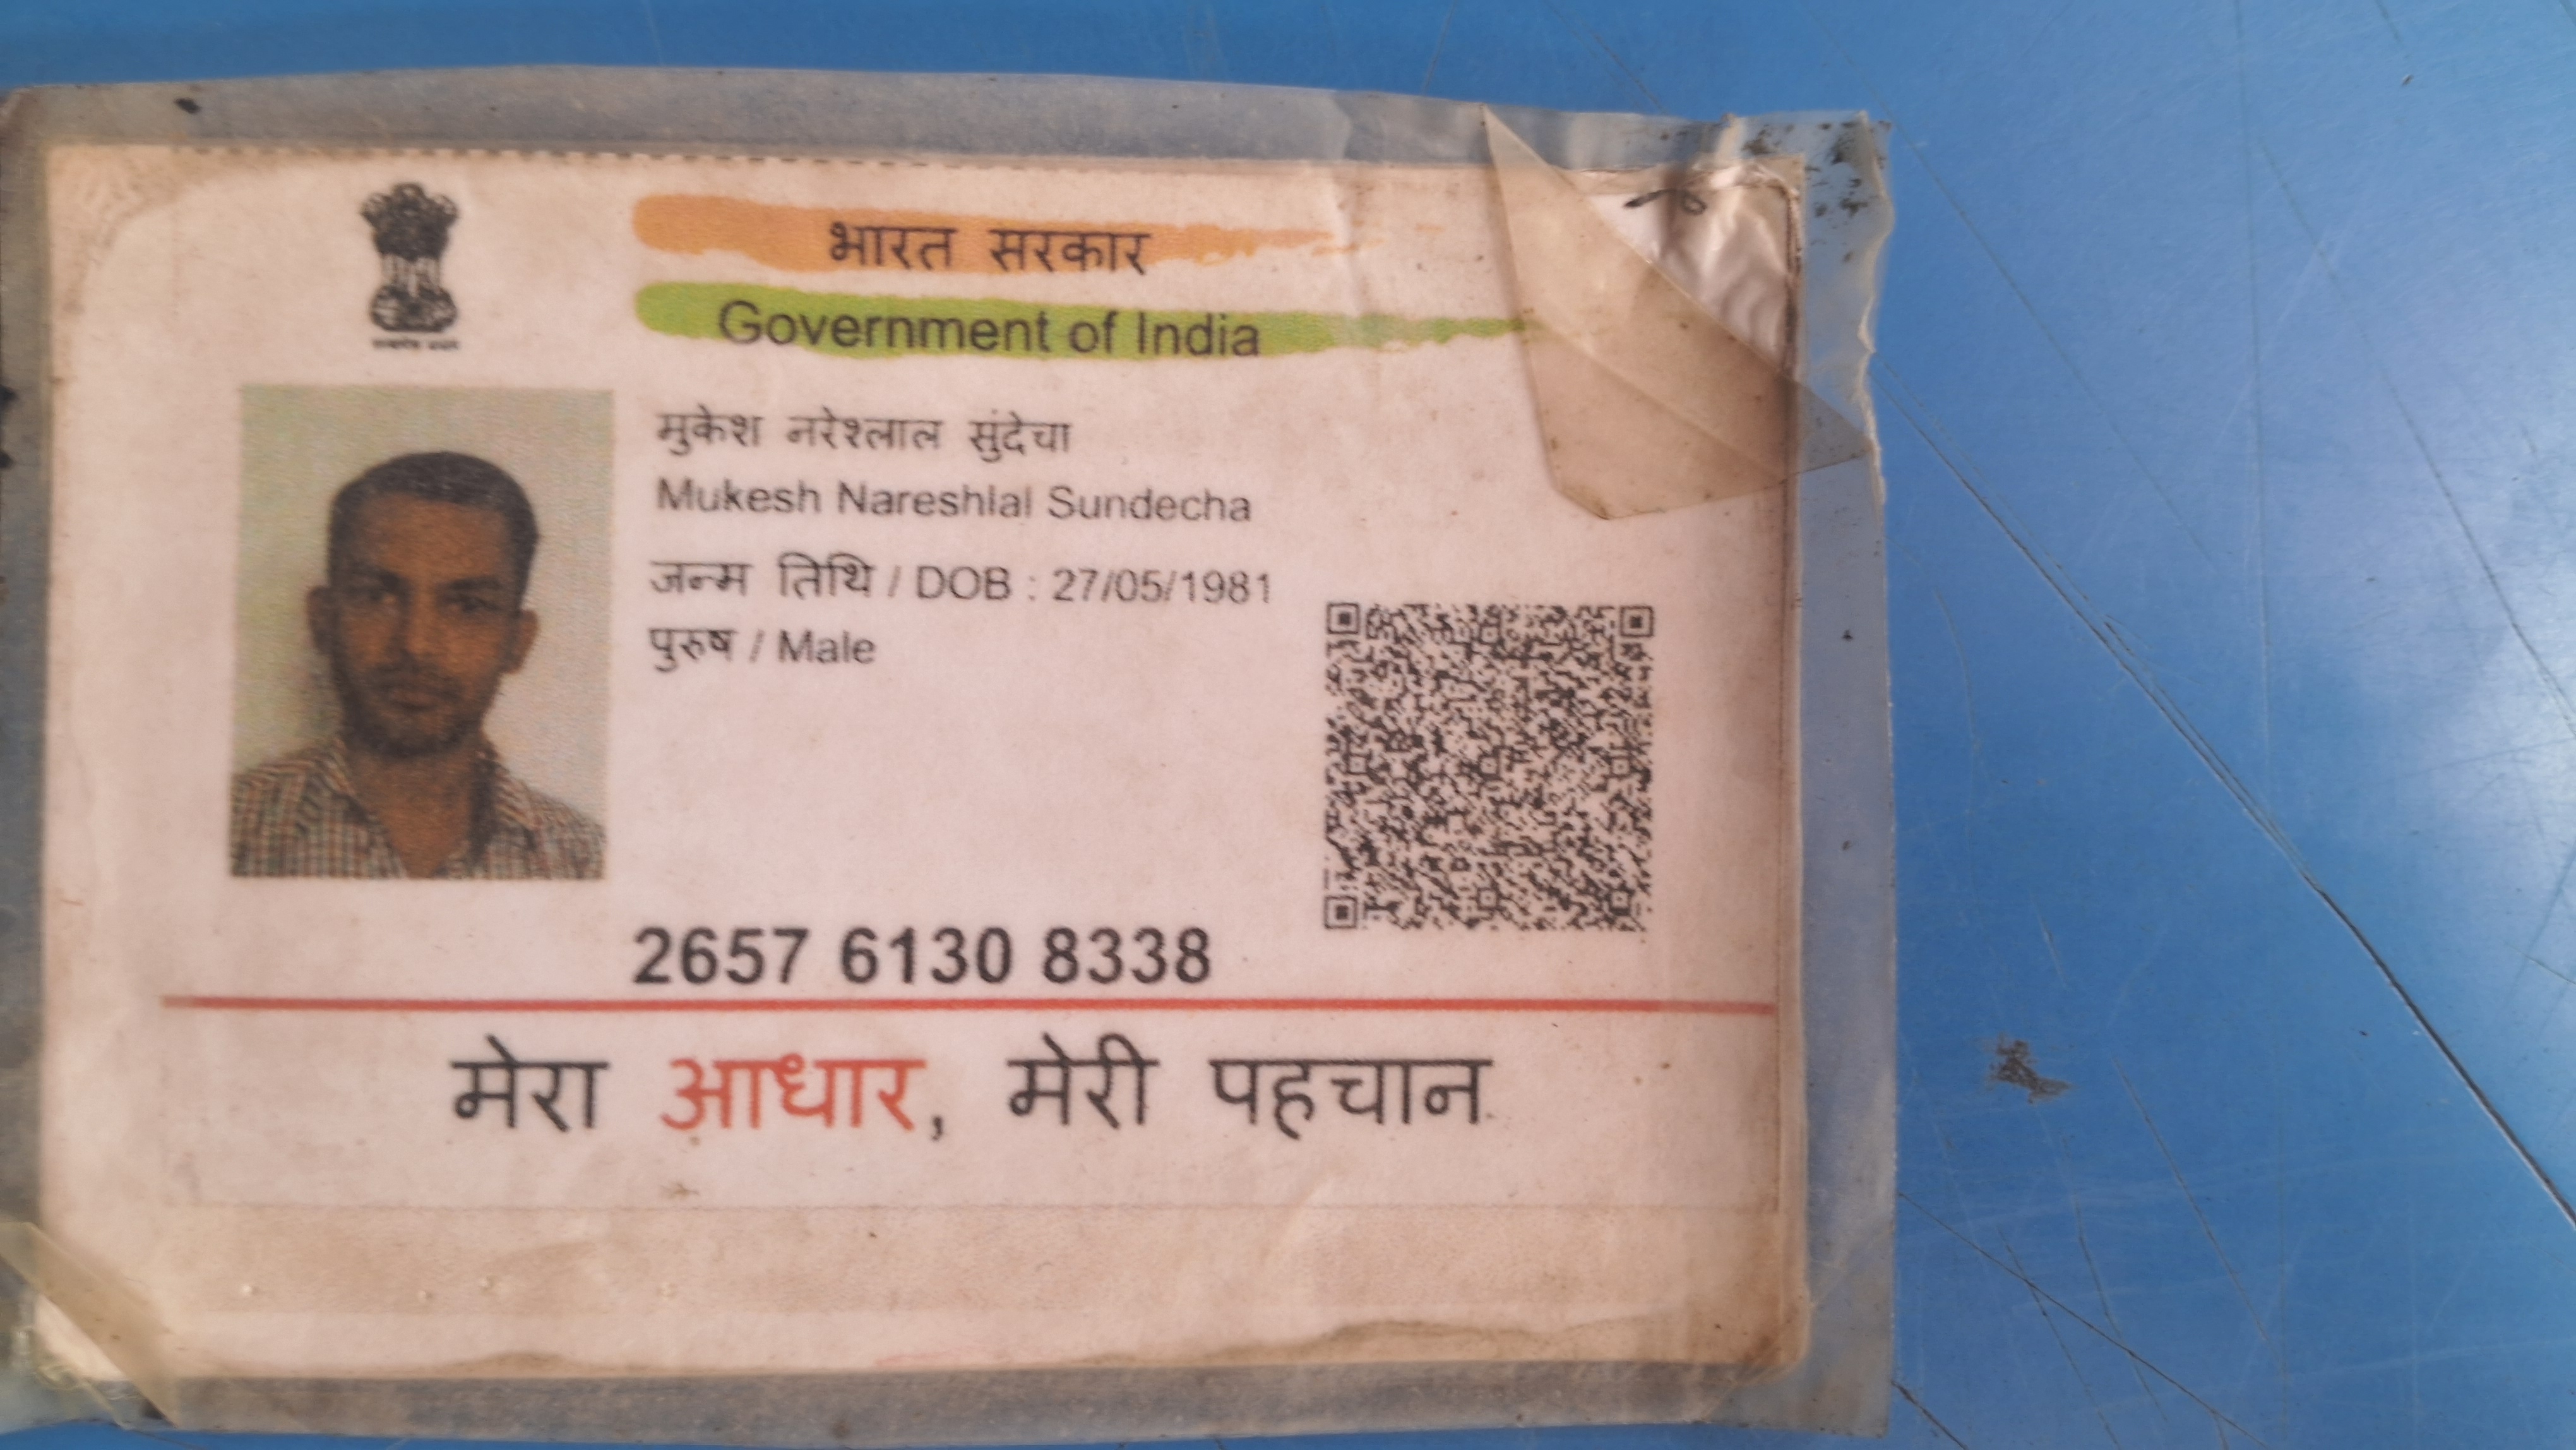 भारत सरकार
Government of India
मुकेश नरेश्लाल सुंदेचा
Mukesh Nareshlal Sundecha
जन्म तिथि / DOB : 27/05/1981
पुरुष / Male
2657 6130 8338
मेरा आधार, मेरी पहचान